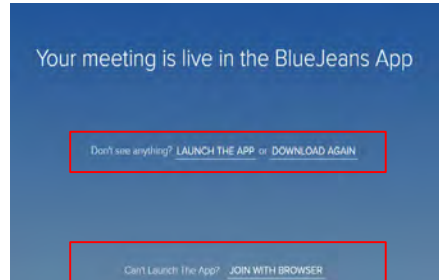 Your meeting is live in the BlueJeans App
Don't see anything? LAUNCH THE APP or DOWNLOAD AGAIN
Can't Launch The App? JOIN WITH BROWSER